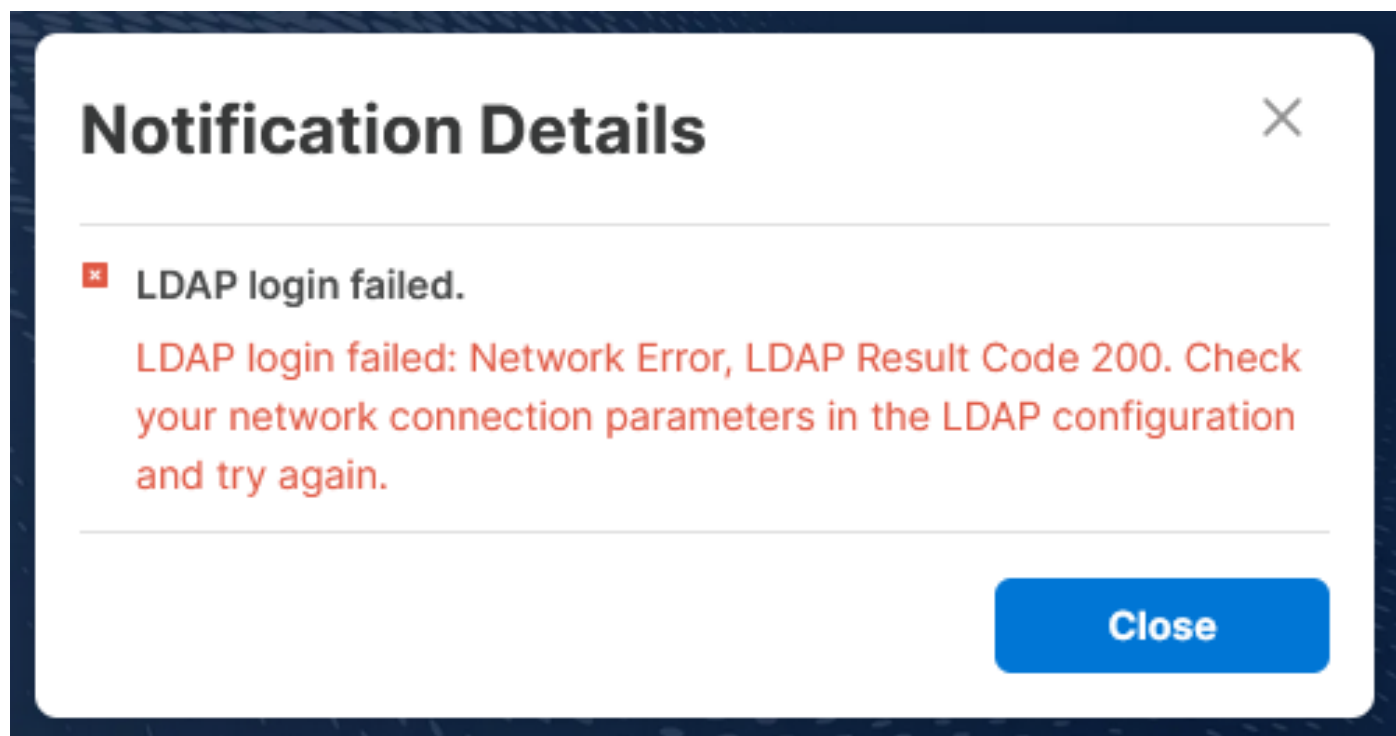 Notification Details
LDAP login failed.
LDAP login failed: Network Error, LDAP Result Code 200. Check
your network connection parameters in the LDAP configuration
and try again.
Close